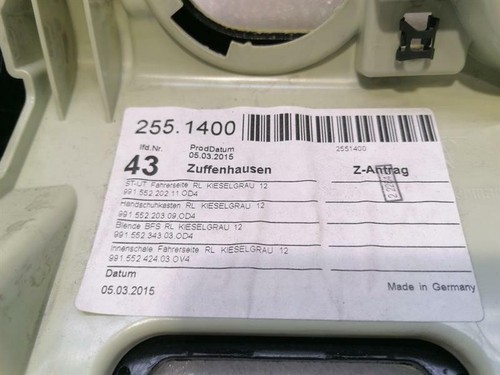 255.1400
2551400
lfd.Nr. ProdDatum
43 05.03.2015
Zuffenhausen Z-Antrag
ST-UT Fahrerseite RL KIESELGRAU 12
991.552.202.11.OD4
Handschuhkasten RL KIESELGRAU 12
991.552.203.09.OD4
Blende BFS RL KIESELGRAU 12
991.552.343.03.OD4
Innenschale Fahrerseite RL KIESELGRAU 12
991.552.424.03.OV4
Datum
05.03.2015
Made in Germany